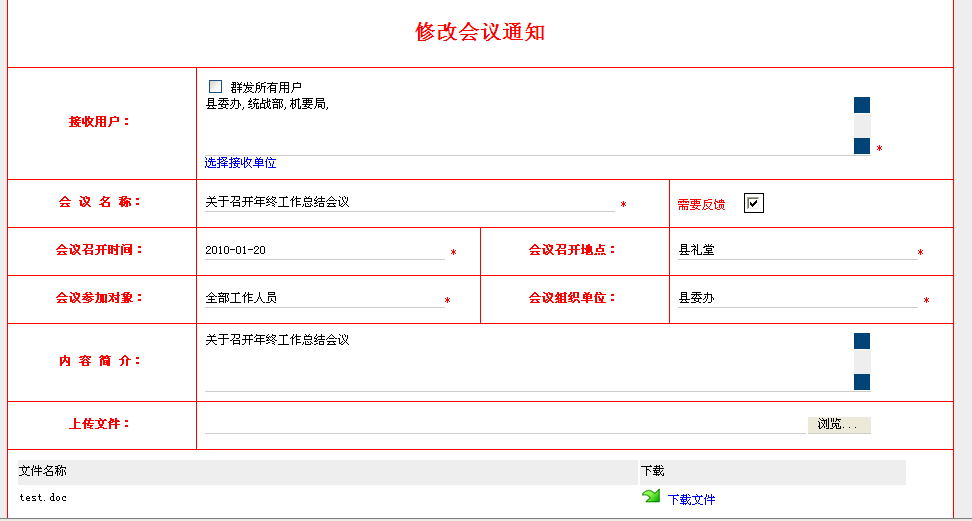 修改会议通知
群发所有用户
接收用户：
县委办,统战部,机要局,
*
选择接收单位
会 议 名 称：
关于召开年终工作总结会议 *
需要反馈
会议召开时间：
2010-01-20 *
会议召开地点：
县礼堂 *
会议参加对象：
全部工作人员 *
会议组织单位：
县委办 *
内 容 简 介：
关于召开年终工作总结会议
上传文件：
浏览...
文件名称 下载
test.doc 下载文件